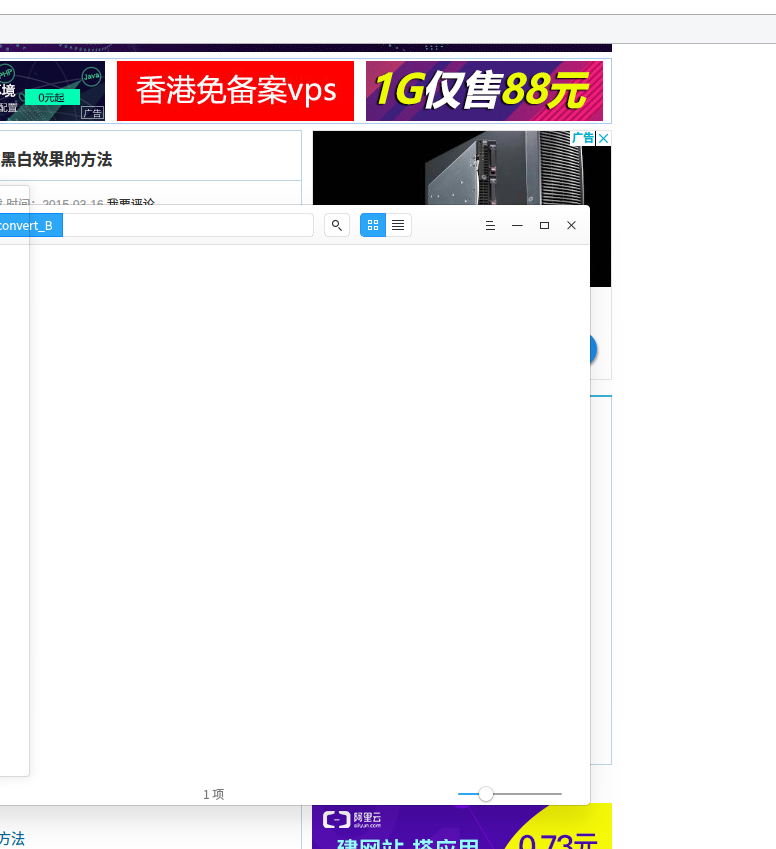 PHP
Java
环境
0元起
配置
广告
香港免备案vps
1G仅售88元
广告
黑白效果的方法
时间：2015-03-16 我要评论
convert_B
1 项
方法
阿里云
aliyun.com
建网站 搭应用
0.73元